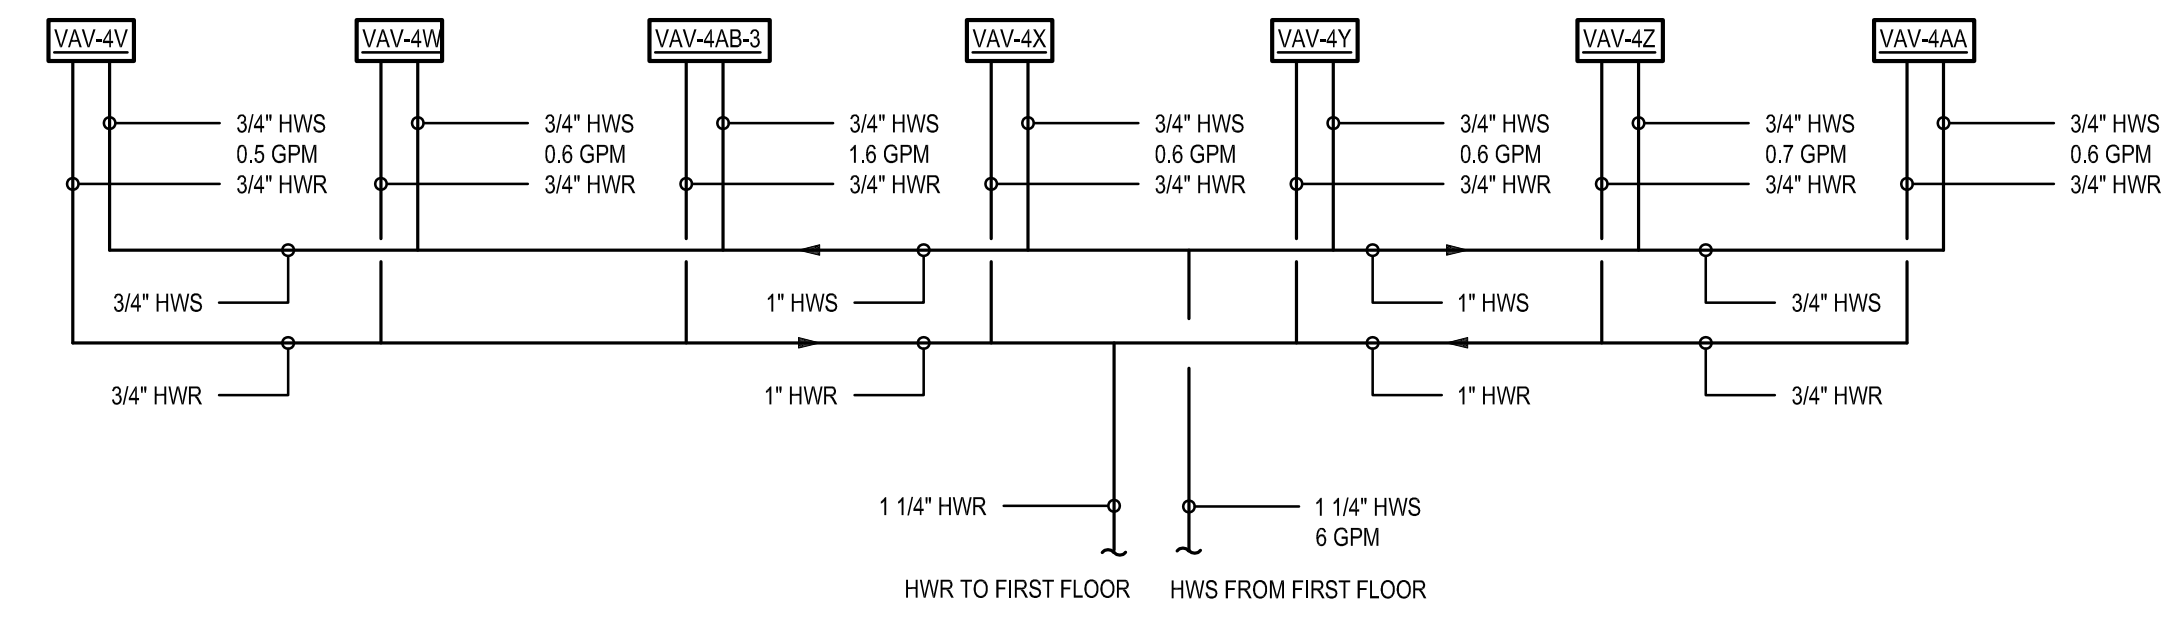 VAV-4V VAV-4W VAV-4AB-3 VAV-4X VAV-4Y VAV-4Z VAV-4AA
3/4" HWS 3/4" HWS 3/4" HWS 3/4" HWS 3/4" HWS 3/4" HWS 3/4" HWS
0.5 GPM 0.6 GPM 1.6 GPM 0.6 GPM 0.6 GPM 0.7 GPM 0.6 GPM
3/4" HWR 3/4" HWR 3/4" HWR 3/4" HWR 3/4" HWR 3/4" HWR 3/4" HWR
3/4" HWS 1" HWS 1" HWS 3/4" HWS
3/4" HWR 1" HWR 1" HWR 3/4" HWR
1 1/4" HWR 1 1/4" HWS
6 GPM
HWR TO FIRST FLOOR HWS FROM FIRST FLOOR